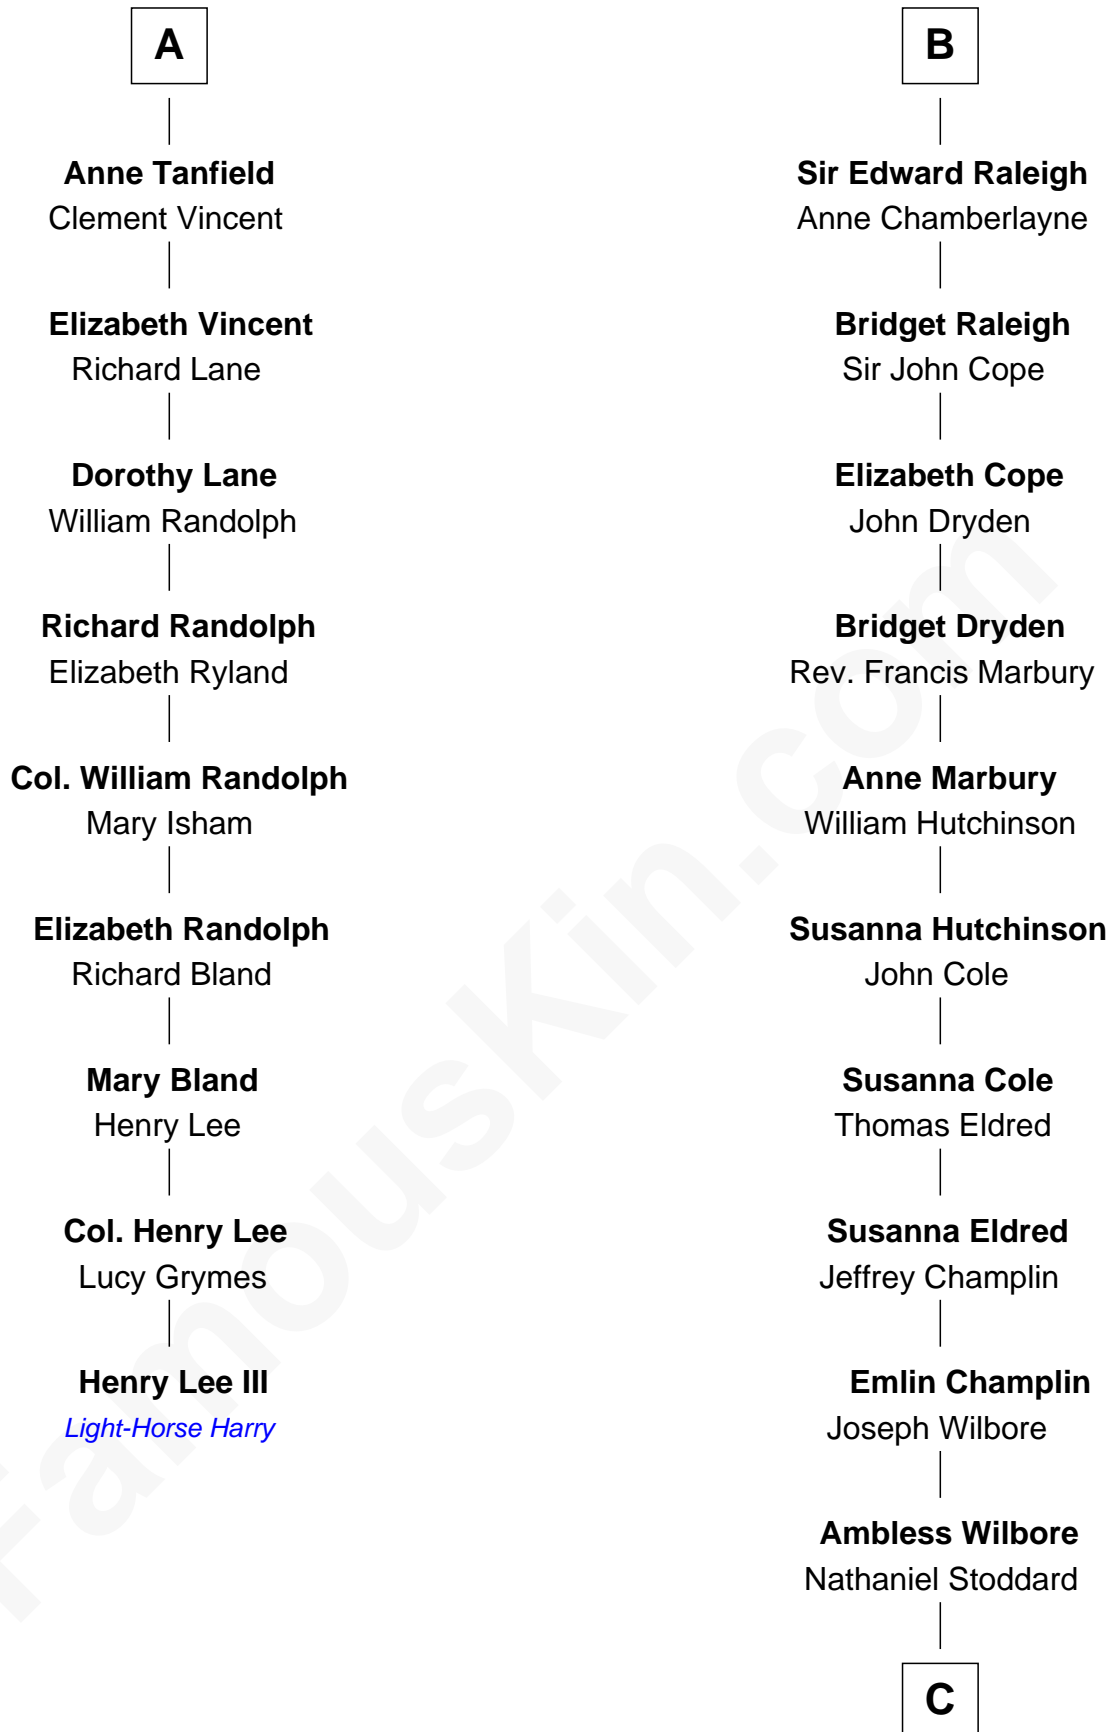 A
Anne Tanfield
Clement Vincent
Elizabeth Vincent
Richard Lane
Dorothy Lane
William Randolph
Richard Randolph
Elizabeth Ryland
Col. William Randolph
Mary Isham
Elizabeth Randolph
Richard Bland
Mary Bland
Henry Lee
Col. Henry Lee
Lucy Grymes
Henry Lee III
Light-Horse Harry
B
Sir Edward Raleigh
Anne Chamberlayne
Bridget Raleigh
Sir John Cope
Elizabeth Cope
John Dryden
Bridget Dryden
Rev. Francis Marbury
Anne Marbury
William Hutchinson
Susanna Hutchinson
John Cole
Susanna Cole
Thomas Eldred
Susanna Eldred
Jeffrey Champlin
Emlin Champlin
Joseph Wilbore
Ambless Wilbore
Nathaniel Stoddard
C
FamousKin.com